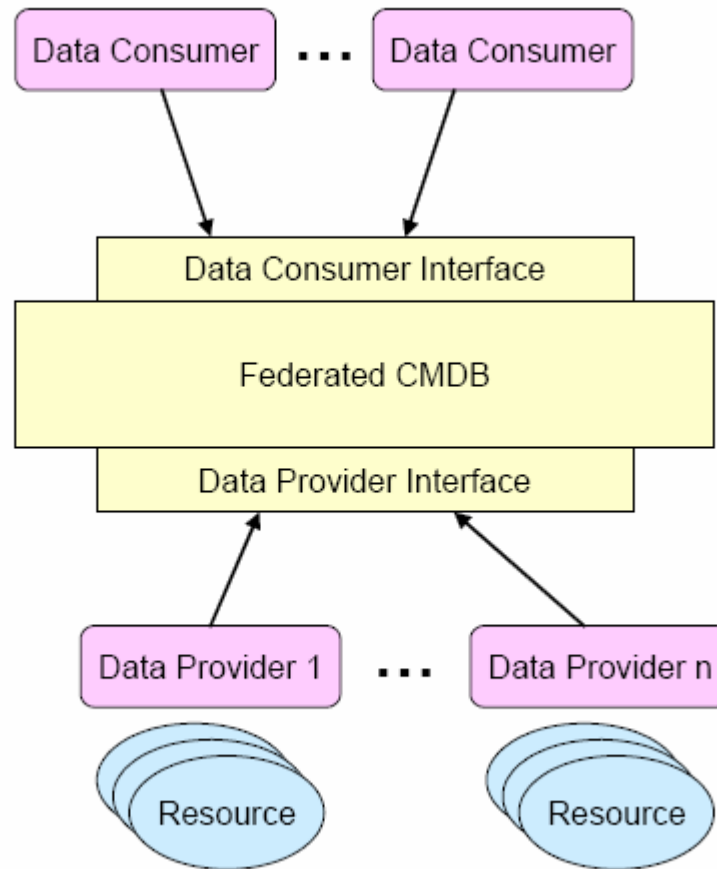 Data Consumer ... Data Consumer
Data Consumer Interface
Federated CMDB
Data Provider Interface
Data Provider 1 ... Data Provider n
Resource Resource